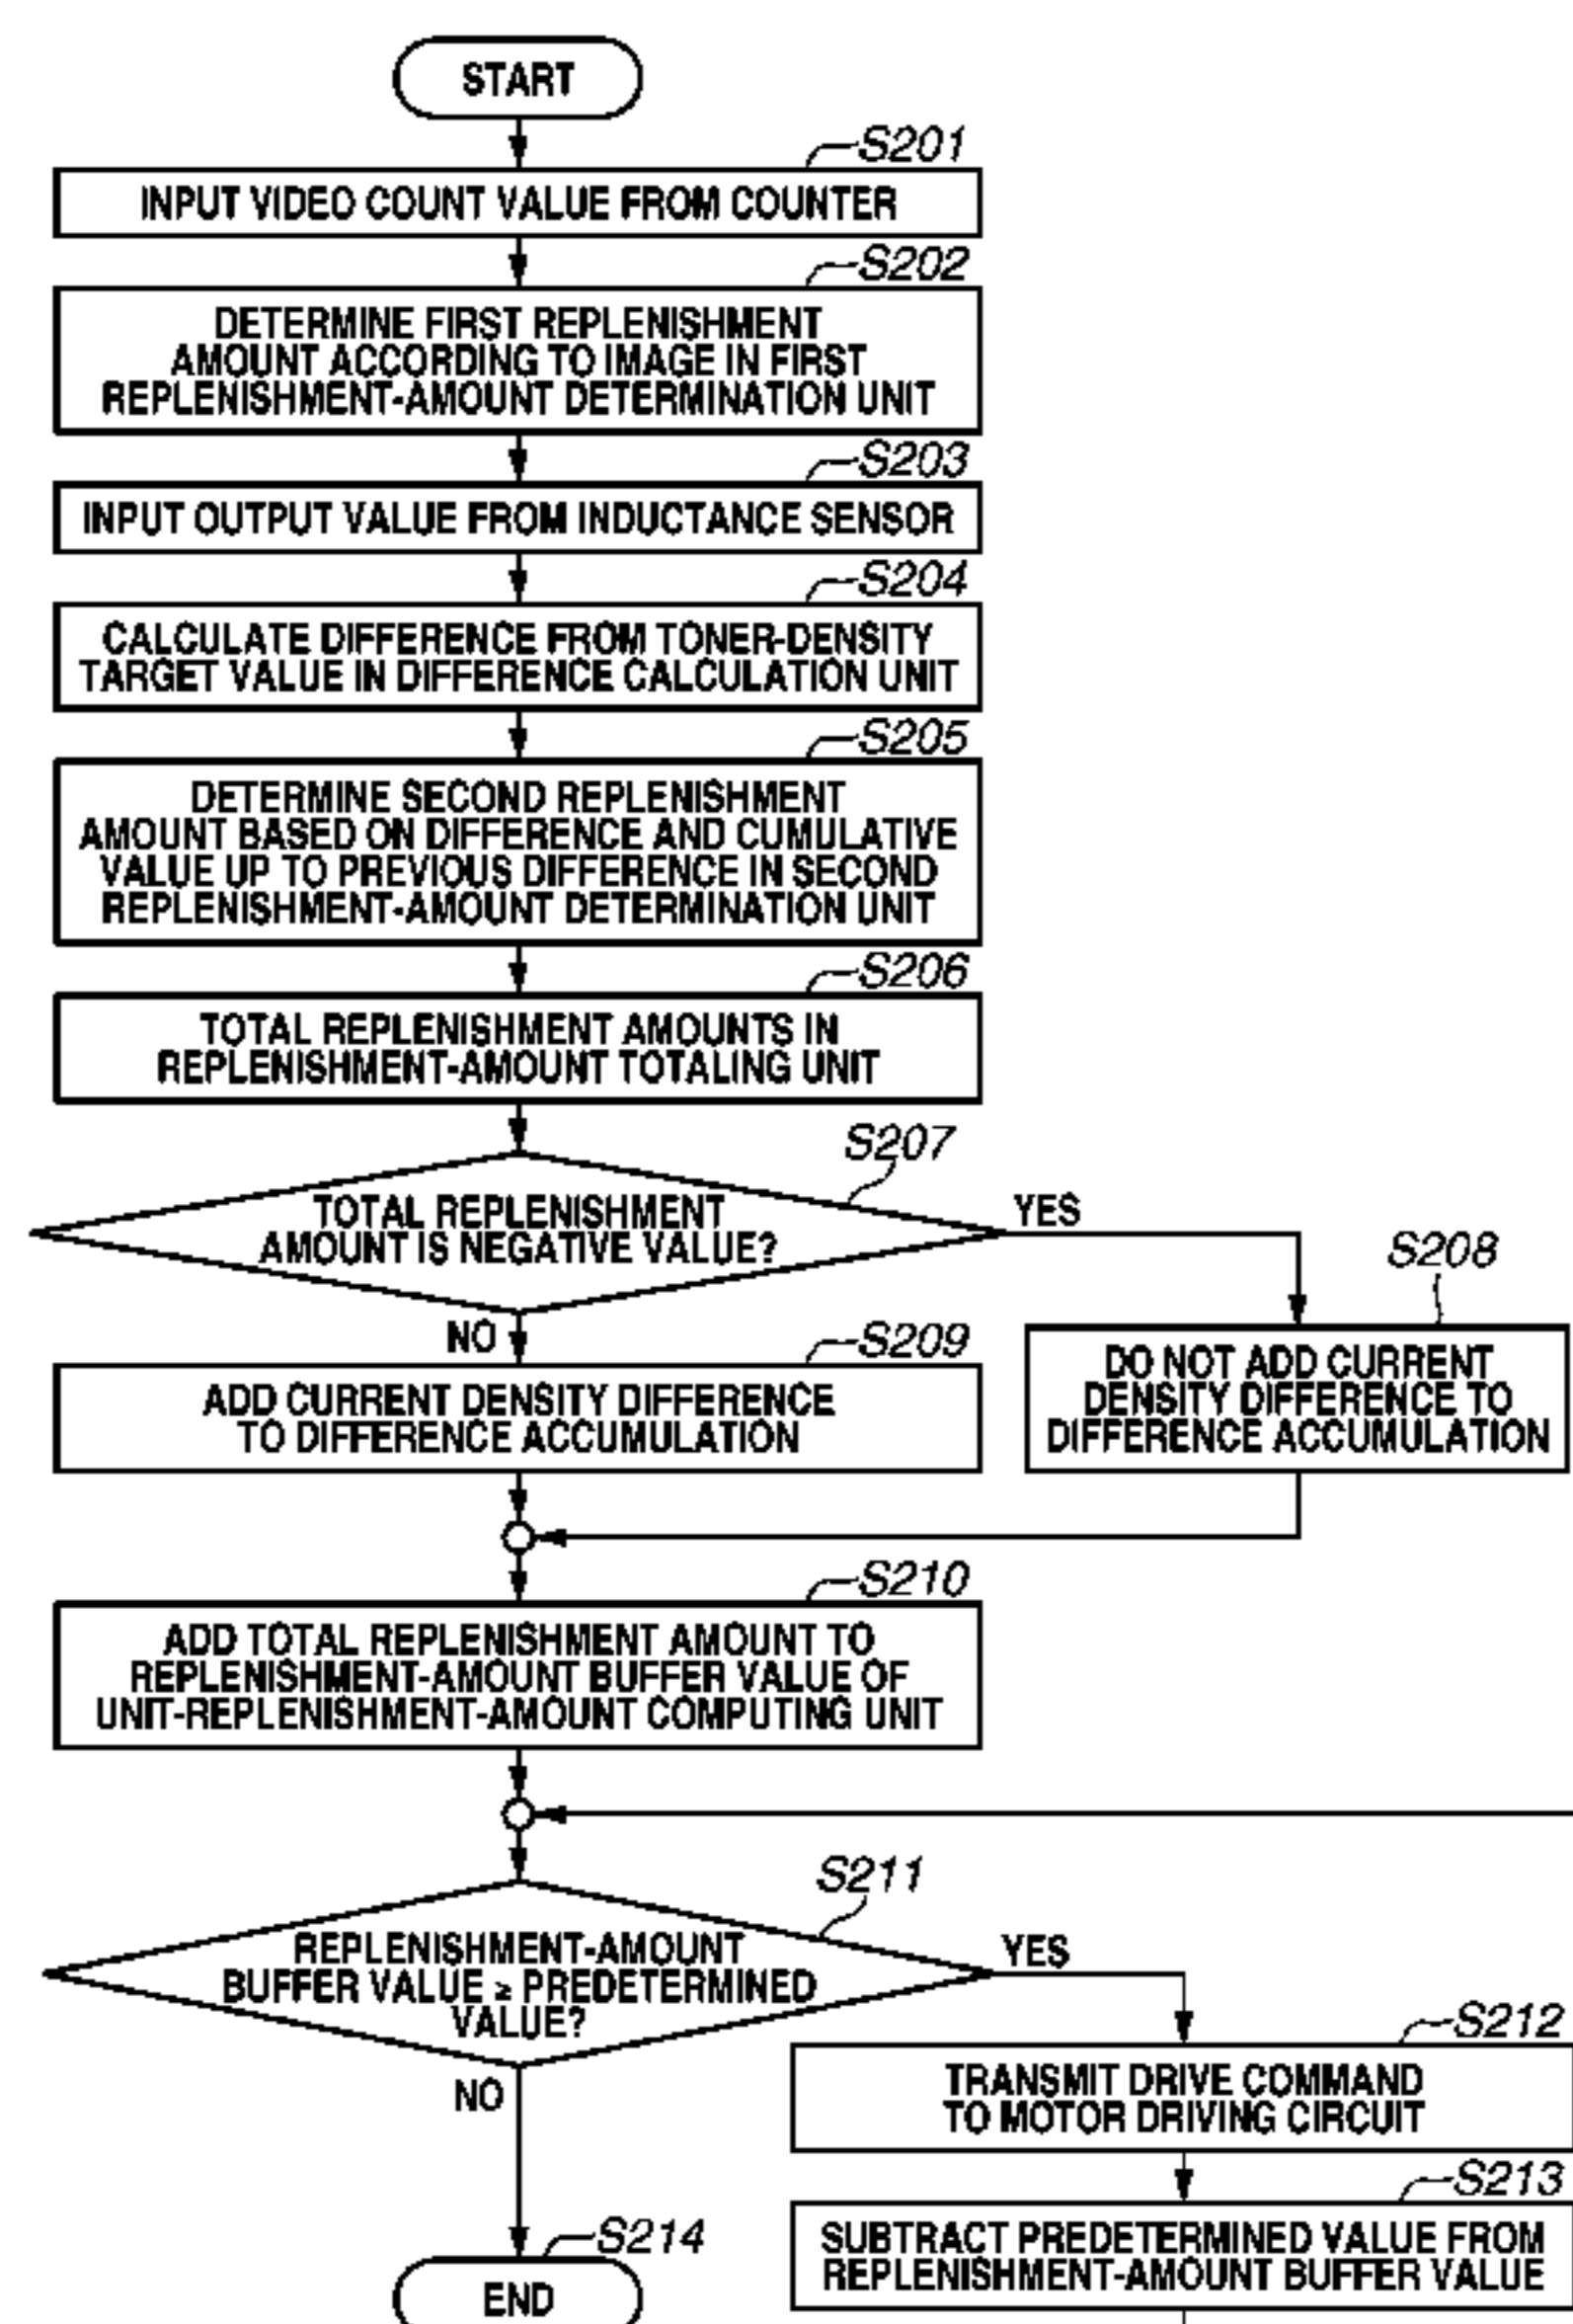 START
S201
INPUT VIDEO COUNT VALUE FROM COUNTER
S202
DETERMINE FIRST REPLENISHMENT
AMOUNT ACCORDING TO IMAGE IN FIRST
REPLENISHMENT-AMOUNT DETERMINATION UNIT
S203
INPUT OUTPUT VALUE FROM INDUCTANCE SENSOR
S204
CALCULATE DIFFERENCE FROM TONER-DENSITY
TARGET VALUE IN DIFFERENCE CALCULATION UNIT
S205
DETERMINE SECOND REPLENISHMENT
AMOUNT BASED ON DIFFERENCE AND CUMULATIVE
VALUE UP TO PREVIOUS DIFFERENCE IN SECOND
REPLENISHMENT-AMOUNT DETERMINATION UNIT
S206
TOTAL REPLENISHMENT AMOUNTS IN
REPLENISHMENT-AMOUNT TOTALING UNIT
S207
TOTAL REPLENISHMENT
AMOUNT IS NEGATIVE VALUE?
YES
S208
DO NOT ADD CURRENT
DENSITY DIFFERENCE TO
DIFFERENCE ACCUMULATION
NO
S209
ADD CURRENT DENSITY DIFFERENCE
TO DIFFERENCE ACCUMULATION
S210
ADD TOTAL REPLENISHMENT AMOUNT TO
REPLENISHMENT-AMOUNT BUFFER VALUE OF
UNIT-REPLENISHMENT-AMOUNT COMPUTING UNIT
S211
REPLENISHMENT-AMOUNT
BUFFER VALUE ≥ PREDETERMINED
VALUE?
YES
S212
TRANSMIT DRIVE COMMAND
TO MOTOR DRIVING CIRCUIT
S213
SUBTRACT PREDETERMINED VALUE FROM
REPLENISHMENT-AMOUNT BUFFER VALUE
NO
S214
END